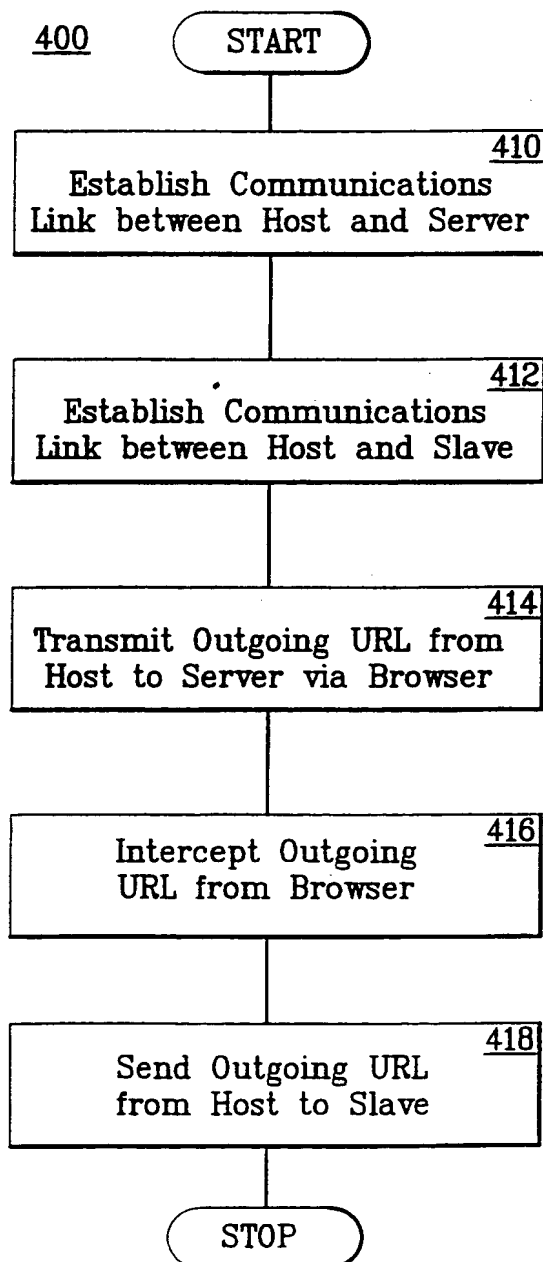 400
START
410
Establish Communications
Link between Host and Server
412
Establish Communications
Link between Host and Slave
414
Transmit Outgoing URL from
Host to Server via Browser
416
Intercept Outgoing
URL from Browser
418
Send Outgoing URL
from Host to Slave
STOP